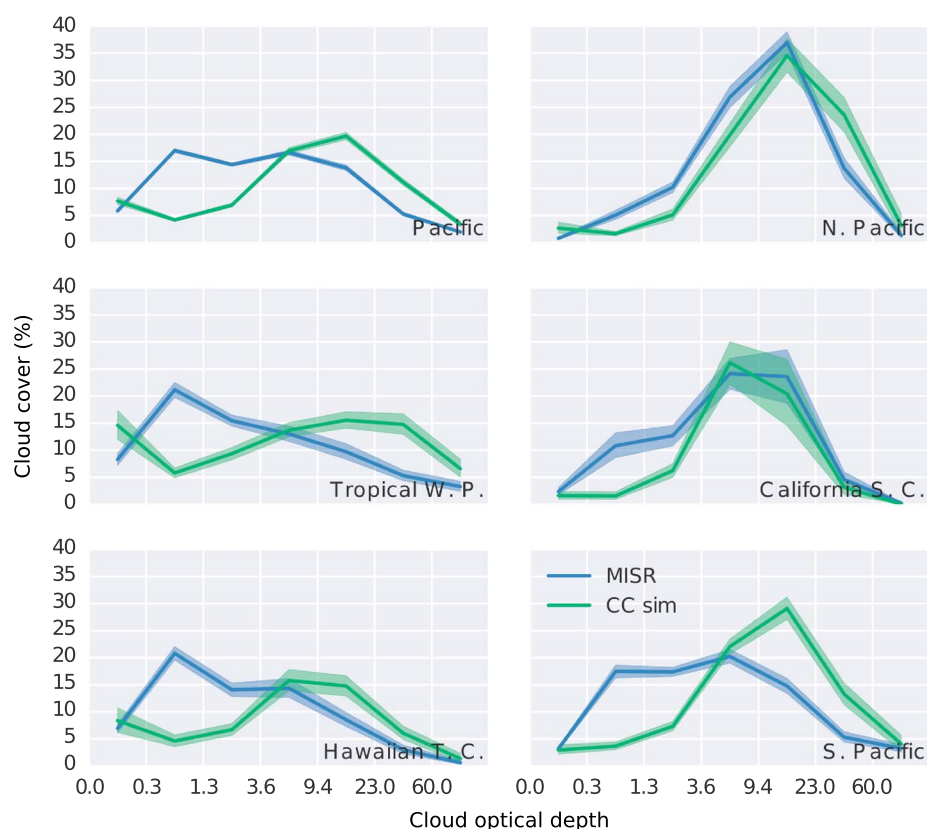 40
35
30
25
20
15
10
5
0
Pacific
N. Pacific
Cloud cover (%)
40
35
30
25
20
15
10
5
0
Tropical W. P.
California S. C.
40
35
30
25
20
15
10
5
0
MISR
CC sim
Hawaiian T. C.
S. Pacific
0.0 0.3 1.3 3.6 9.4 23.0 60.0
0.0 0.3 1.3 3.6 9.4 23.0 60.0
Cloud optical depth